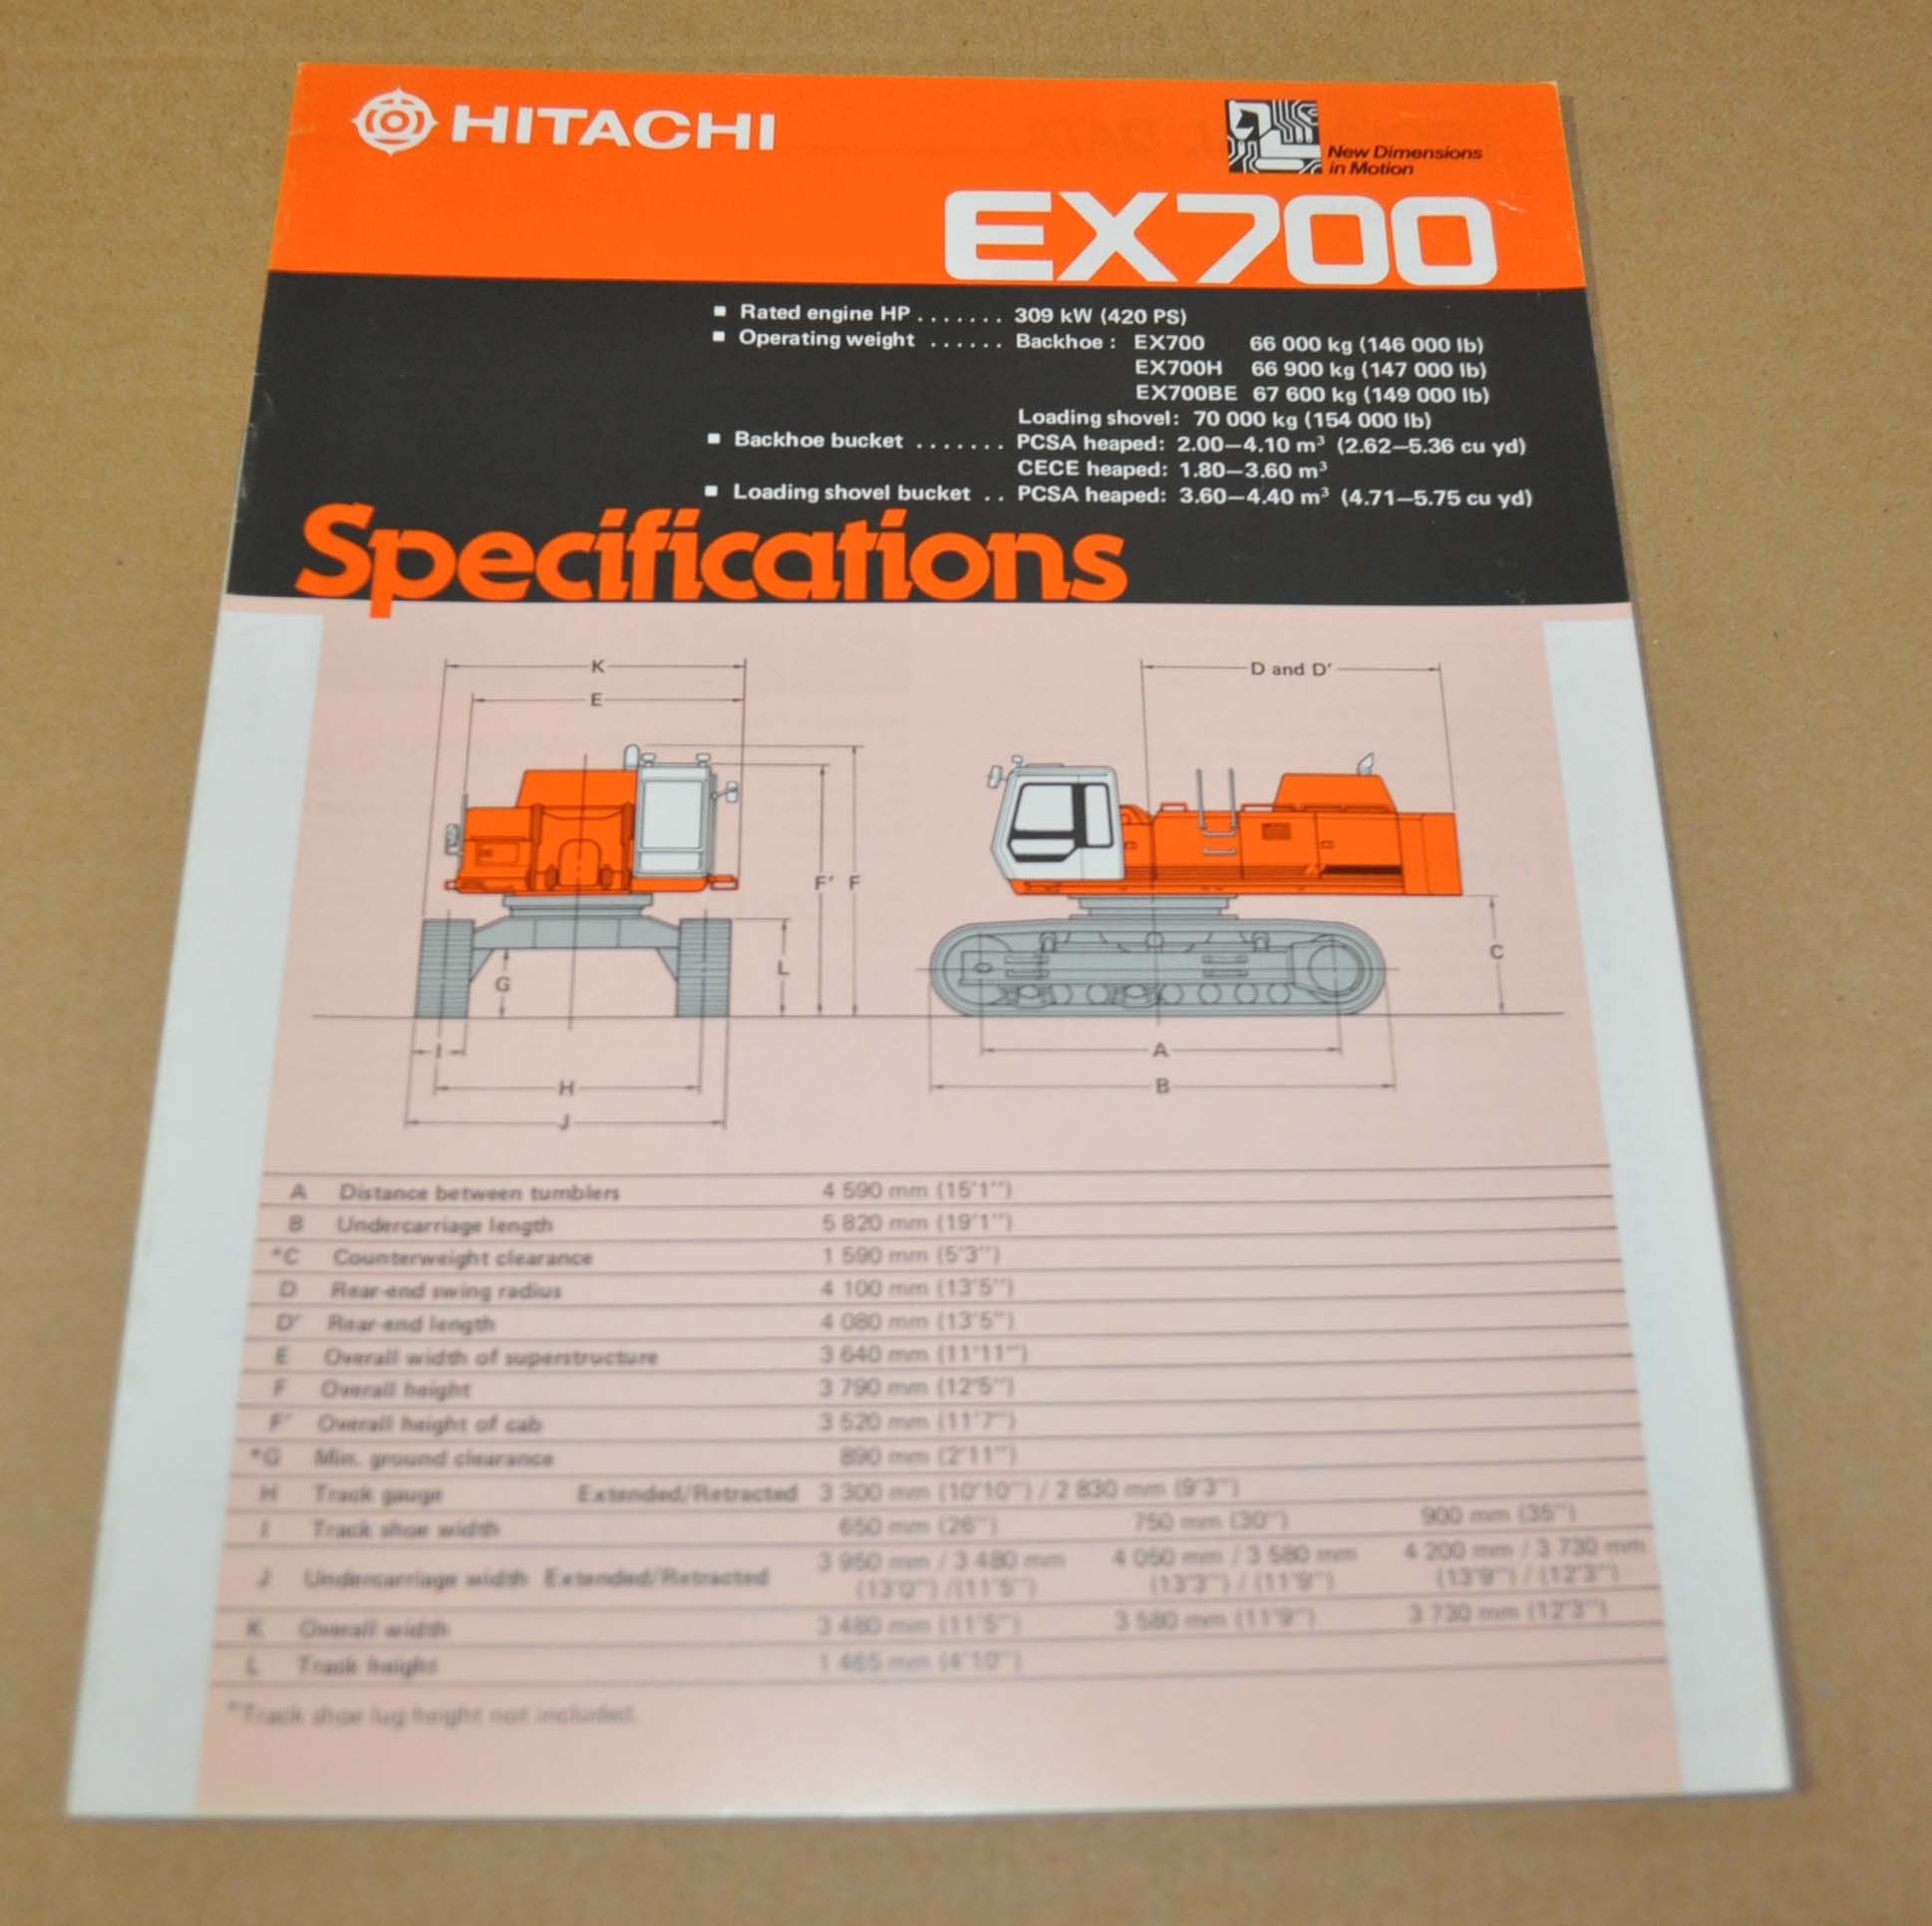 HITACHI
New Dimensions
in Motion
EX700
■ Rated engine HP ....... 309 kW (420 PS)
■ Operating weight ...... Backhoe : EX700 66 000 kg (146 000 lb)
EX700H 66 900 kg (147 000 lb)
EX700BE 67 600 kg (149 000 lb)
Loading shovel: 70 000 kg (154 000 lb)
■ Backhoe bucket ....... PCSA heaped: 2.00–4.10 m³ (2.62–5.36 cu yd)
CECE heaped: 1.80–3.60 m³
■ Loading shovel bucket .. PCSA heaped: 3.60–4.40 m³ (4.71–5.75 cu yd)
Specifications
K
E
D and D'
F' F
G
L
C
I
H
J
A
B
A Distance between tumblers 4 590 mm (15'1'')
B Undercarriage length 5 820 mm (19'1'')
*C Counterweight clearance 1 590 mm (5'3'')
D Rear-end swing radius 4 100 mm (13'5'')
D' Rear-end length 4 080 mm (13'5'')
E Overall width of superstructure 3 640 mm (11'11'')
F Overall height 3 790 mm (12'5'')
F' Overall height of cab 3 520 mm (11'7'')
*G Min. ground clearance 890 mm (2'11'')
H Track gauge Extended/Retracted 3 300 mm (10'10'') / 2 830 mm (9'3'')
I Track shoe width 650 mm (26'') 750 mm (30'') 900 mm (35'')
J Undercarriage width Extended/Retracted 3 950 mm / 3 480 mm 4 050 mm / 3 580 mm 4 200 mm / 3 730 mm
(13'0'') / (11'5'') (13'3'') / (11'9'') (13'9'') / (12'3'')
K Overall width 3 480 mm (11'5'') 3 580 mm (11'9'') 3 730 mm (12'3'')
L Track height 1 465 mm (4'10'')
*Track shoe lug height not included.